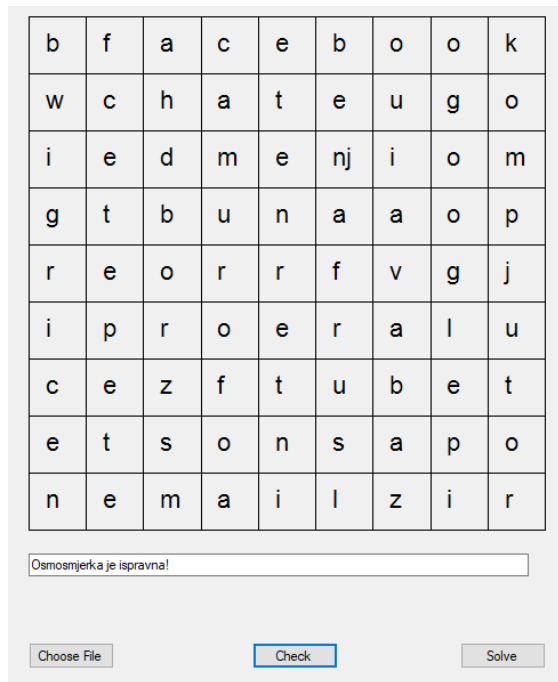 b f a c e b o o k
w c h a t e u g o
i e d m e nj i o m
g t b u n a a o p
r e o r r f v g j
i p r o e r a l u
c e z f t u b e t
e t s o n s a p o
n e m a i l z i r
Osmosmjerka je ispravna!
Choose File Check Solve